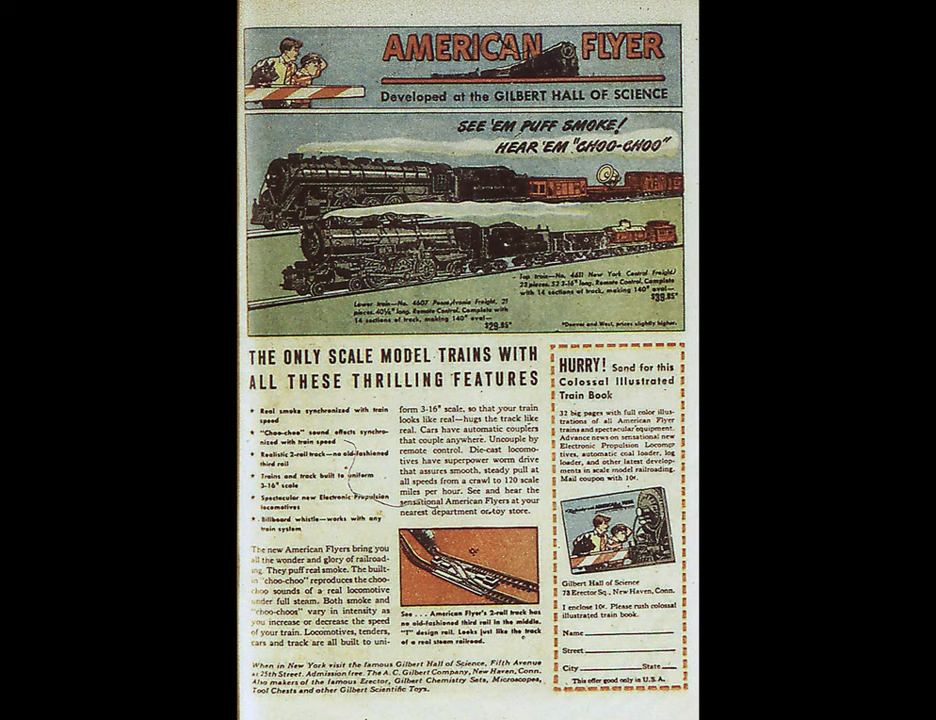 AMERICAN FLYER
Developed at the GILBERT HALL OF SCIENCE
SEE 'EM PUFF SMOKE!
HEAR 'EM "CHOO-CHOO"
Top train—No. 4611 New York Central Freight,
23 pieces. 52 3-16" long. Remote Control. Complete
with 14 sections of track, making 140" oval—
$39.85*
Lower train—No. 4607 Pennsylvania Freight. 21
pieces. 40½" long. Remote Control. Complete with
14 sections of track, making 140" oval—
$29.85*
*Denver and West, prices slightly higher.
THE ONLY SCALE MODEL TRAINS WITH
ALL THESE THRILLING FEATURES
★ Real smoke synchronized with train
speed
★ "Choo-choo" sound effects synchro-
nized with train speed
★ Realistic 2-rail track—no old-fashioned
third rail
★ Trains and track built to uniform
3-16" scale
★ Spectacular new Electronic Propulsion
locomotives
★ Billboard whistle—works with any
train system
The new American Flyers bring you
all the wonder and glory of railroad-
ing. They puff real smoke. The built-
in "choo-choo" reproduces the choo-
choo sounds of a real locomotive
under full steam. Both smoke and
"choo-choos" vary in intensity as
you increase or decrease the speed
of your train. Locomotives, tenders,
cars and track are all built to uni-
form 3-16" scale, so that your train
looks like real—hugs the track like
real. Cars have automatic couplers
that couple anywhere. Uncouple by
remote control. Die-cast locomo-
tives have superpower worm drive
that assures smooth, steady pull at
all speeds from a crawl to 120 scale
miles per hour. See and hear the
sensational American Flyers at your
nearest department or toy store.
See . . . American Flyer's 2-rail track has
no old-fashioned third rail in the middle.
"T" design rail. Looks just like the track
of a real steam railroad.
When in New York visit the famous Gilbert Hall of Science, Fifth Avenue
at 25th Street. Admission free. The A. C. Gilbert Company, New Haven, Conn.
Also makers of the famous Erector, Gilbert Chemistry Sets, Microscopes,
Tool Chests and other Gilbert Scientific Toys.
HURRY! Send for this
Colossal Illustrated
Train Book
32 big pages with full color illus-
trations of all American Flyer
trains and spectacular equipment.
Advance news on sensational new
Electronic Propulsion Locomo-
tives, automatic coal loader, log
loader, and other latest develop-
ments in scale model railroading.
Mail coupon with 10¢.
Gilbert Hall of Science
73 Erector Sq., New Haven, Conn.
I enclose 10¢. Please rush colossal
illustrated train book.
Name
Street
City State
This offer good only in U.S.A.